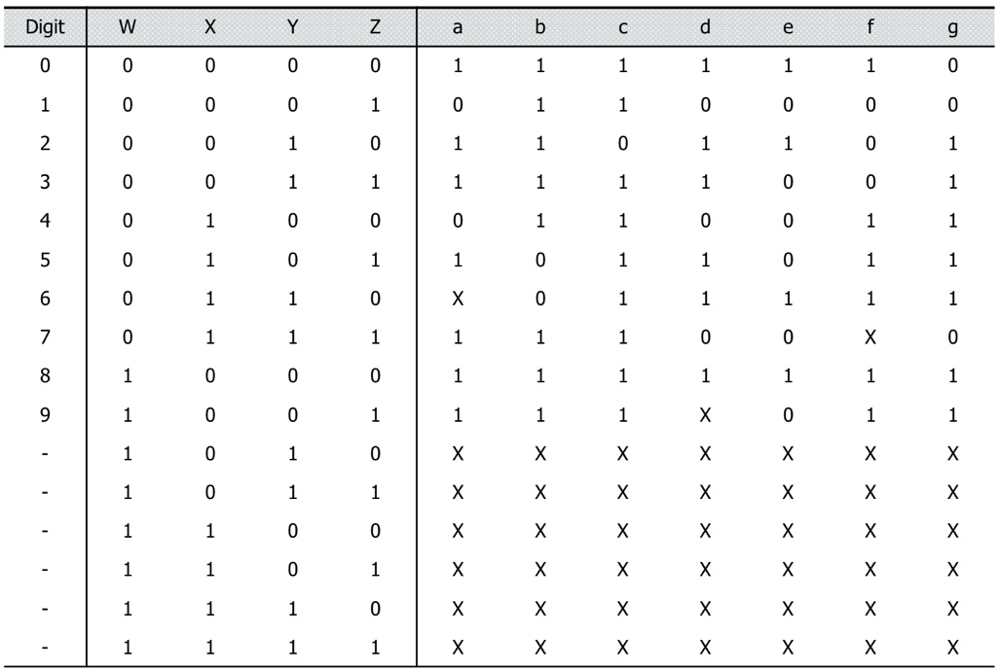 Digit W X Y Z a b c d e f g
0 0 0 0 0 1 1 1 1 1 1 0
1 0 0 0 1 0 1 1 0 0 0 0
2 0 0 1 0 1 1 0 1 1 0 1
3 0 0 1 1 1 1 1 1 0 0 1
4 0 1 0 0 0 1 1 0 0 1 1
5 0 1 0 1 1 0 1 1 0 1 1
6 0 1 1 0 X 0 1 1 1 1 1
7 0 1 1 1 1 1 1 0 0 X 0
8 1 0 0 0 1 1 1 1 1 1 1
9 1 0 0 1 1 1 1 X 0 1 1
- 1 0 1 0 X X X X X X X
- 1 0 1 1 X X X X X X X
- 1 1 0 0 X X X X X X X
- 1 1 0 1 X X X X X X X
- 1 1 1 0 X X X X X X X
- 1 1 1 1 X X X X X X X